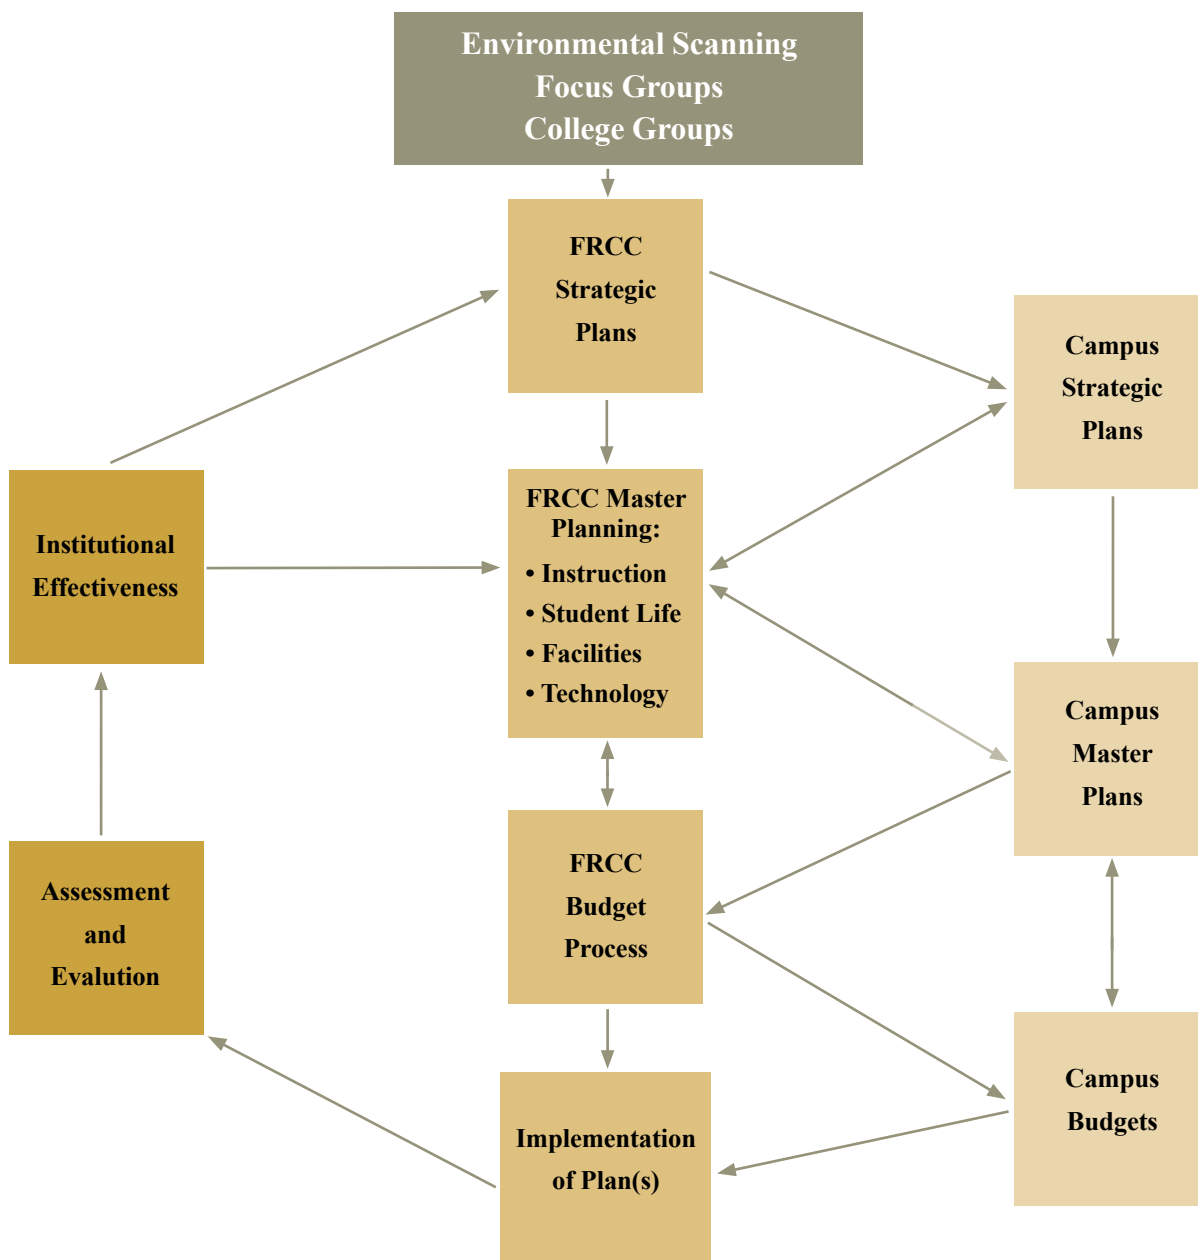 Environmental Scanning
Focus Groups
College Groups
FRCC
Strategic
Plans
Campus
Strategic
Plans
FRCC Master
Planning:
• Instruction
• Student Life
• Facilities
• Technology
Institutional
Effectiveness
Campus
Master
Plans
FRCC
Budget
Process
Assessment
and
Evalution
Campus
Budgets
Implementation
of Plan(s)